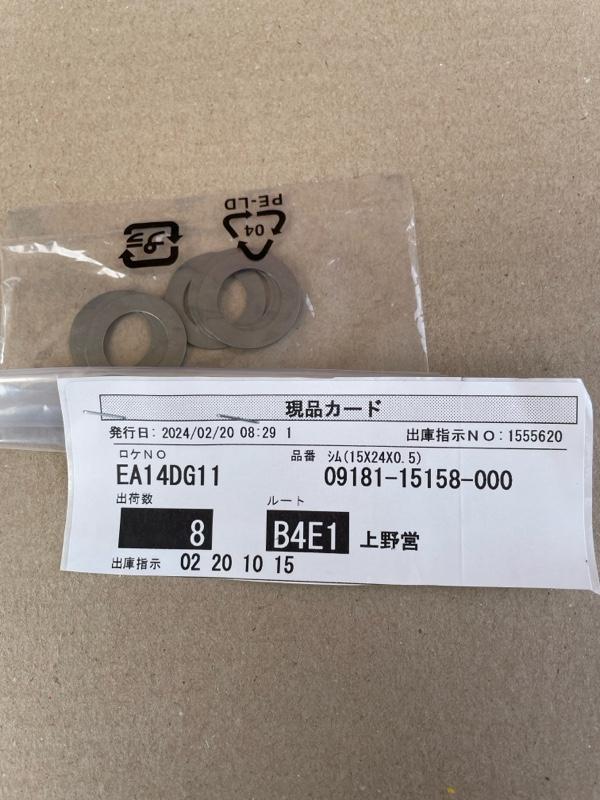 PE-LD
04
プラ
現品カード
発行日: 2024/02/20 08:29 1 出庫指示NO:1555620
ロケNO 品番 シム(15X24X0.5)
EA14DG11 09181-15158-000
出荷数 ルート
8 B4E1 上野営
出庫指示 02 20 10 15